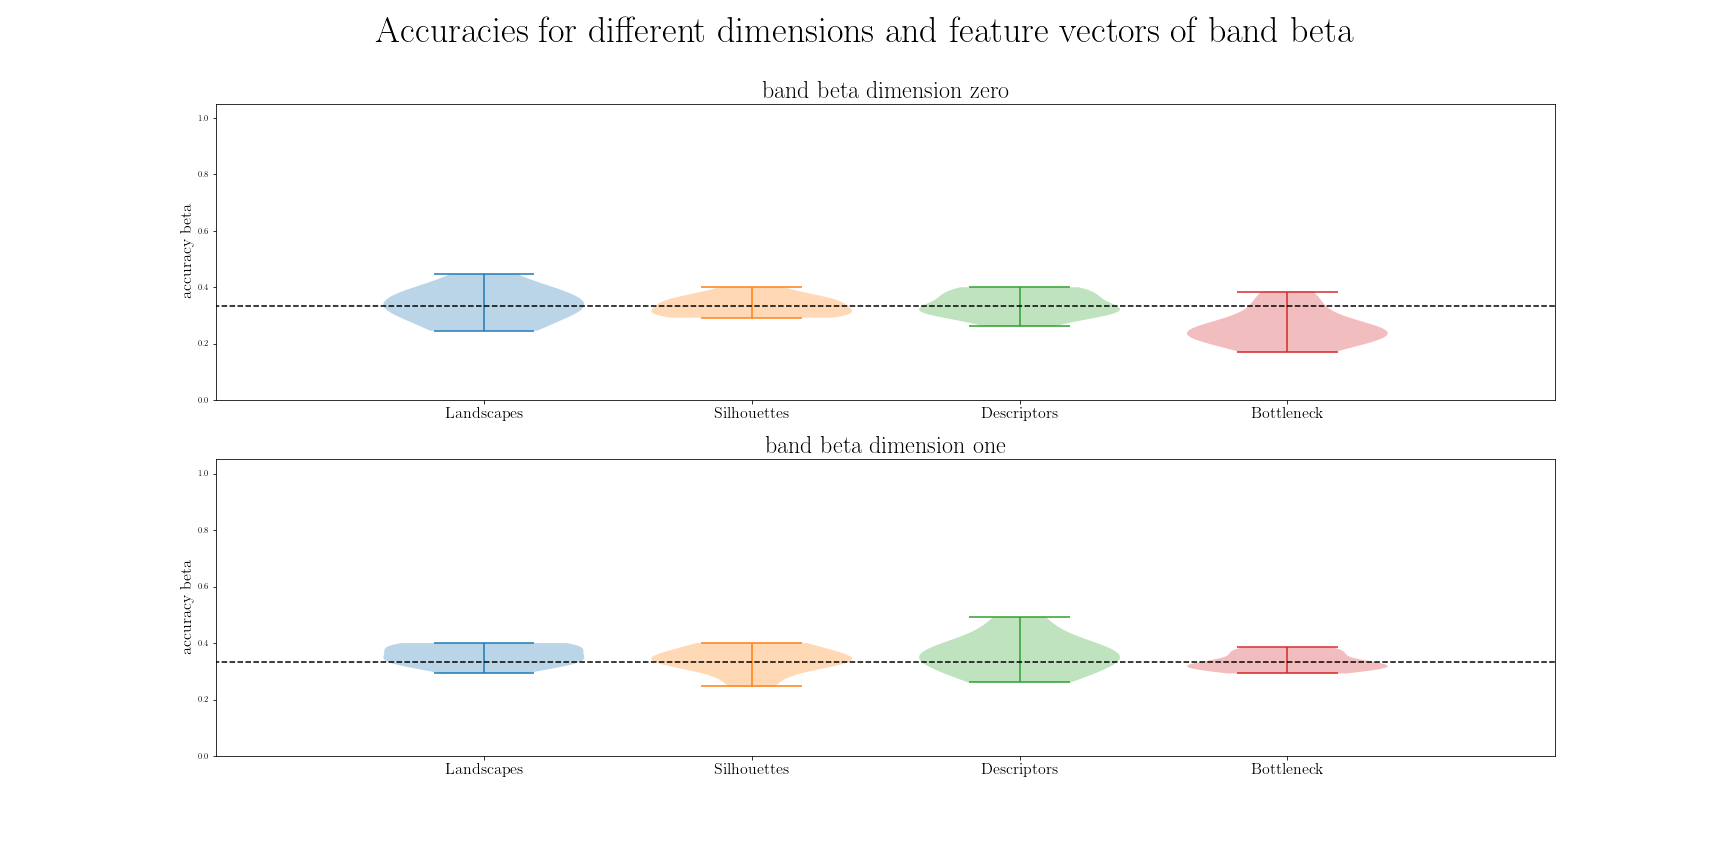 Accuracies for different dimensions and feature vectors of band beta
band beta dimension zero
1.0
0.8
0.6
0.4
0.2
0.0
accuracy beta
Landscapes Silhouettes Descriptors Bottleneck
band beta dimension one
1.0
0.8
0.6
0.4
0.2
0.0
accuracy beta
Landscapes Silhouettes Descriptors Bottleneck